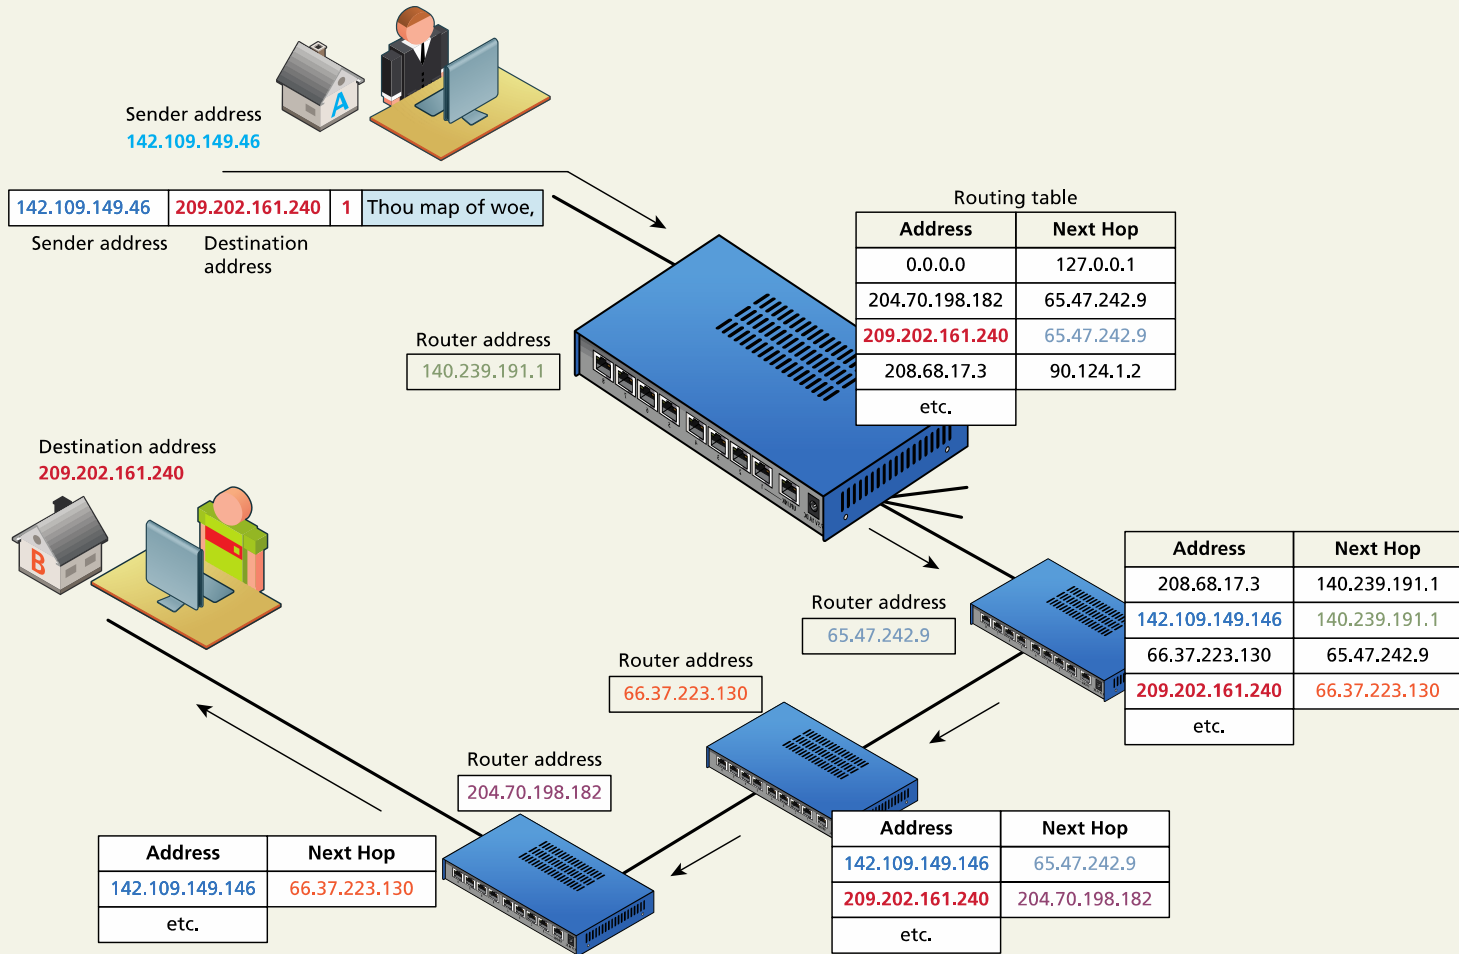 A
Sender address
142.109.149.46
142.109.149.46 209.202.161.240 1 Thou map of woe,
Sender address Destination
address
Routing table
Address Next Hop
0.0.0.0 127.0.0.1
204.70.198.182 65.47.242.9
209.202.161.240 65.47.242.9
208.68.17.3 90.124.1.2
etc.
Router address
140.239.191.1
Destination address
209.202.161.240
B
Address Next Hop
208.68.17.3 140.239.191.1
142.109.149.146 140.239.191.1
66.37.223.130 65.47.242.9
209.202.161.240 66.37.223.130
etc.
Router address
65.47.242.9
Router address
66.37.223.130
Router address
204.70.198.182
Address Next Hop
142.109.149.146 65.47.242.9
209.202.161.240 204.70.198.182
etc.
Address Next Hop
142.109.149.146 66.37.223.130
etc.